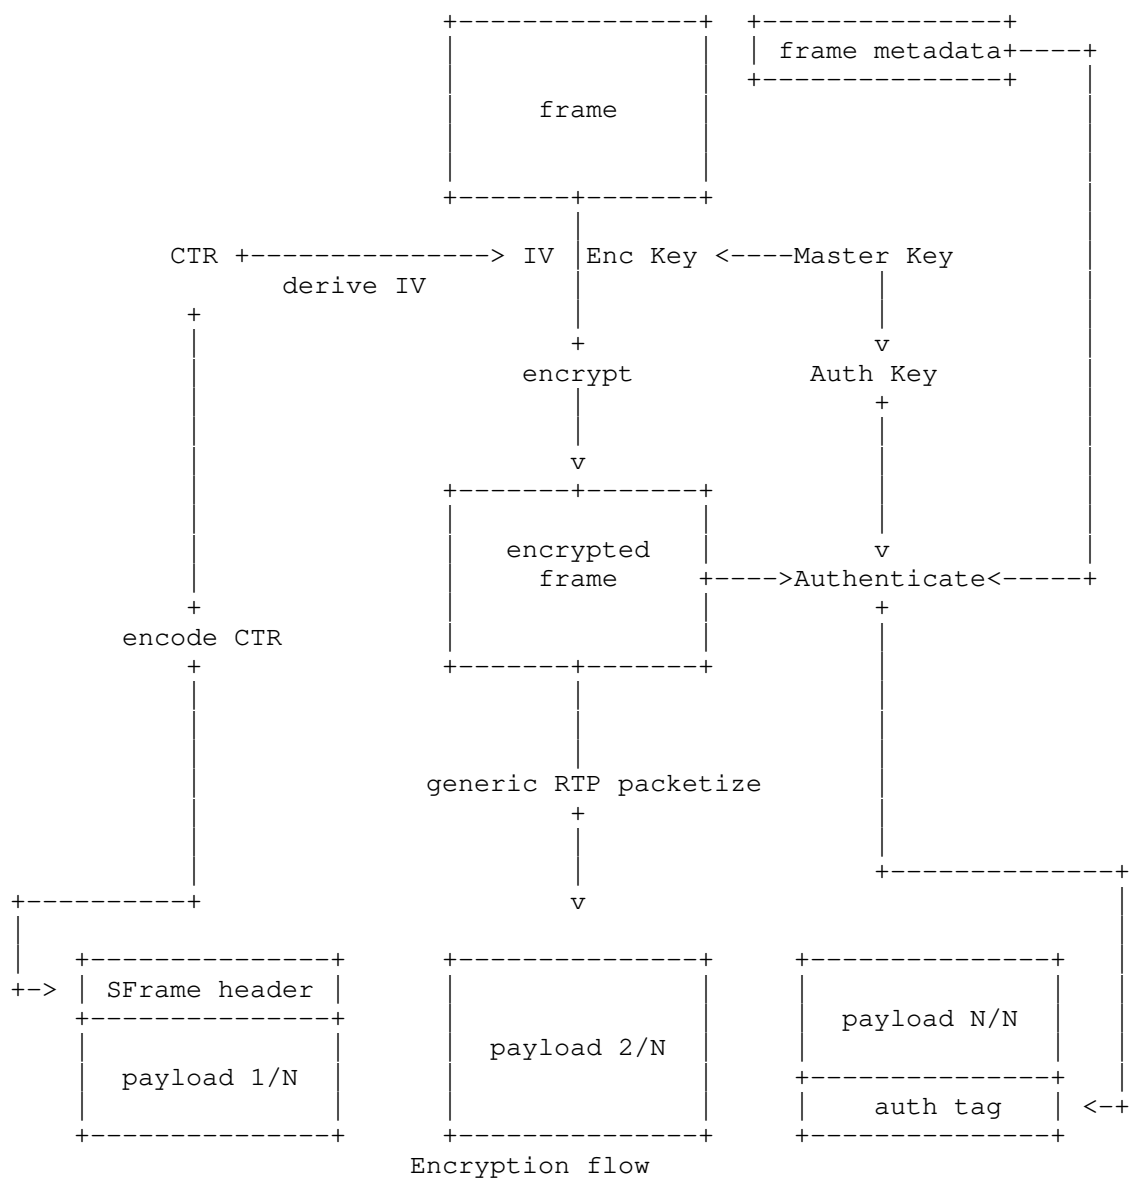 frame metadata
frame
CTR IV Enc Key Master Key
derive IV
encrypt Auth Key
encrypted
frame Authenticate
encode CTR
generic RTP packetize
SFrame header
payload N/N
payload 2/N
payload 1/N
auth tag
Encryption flow